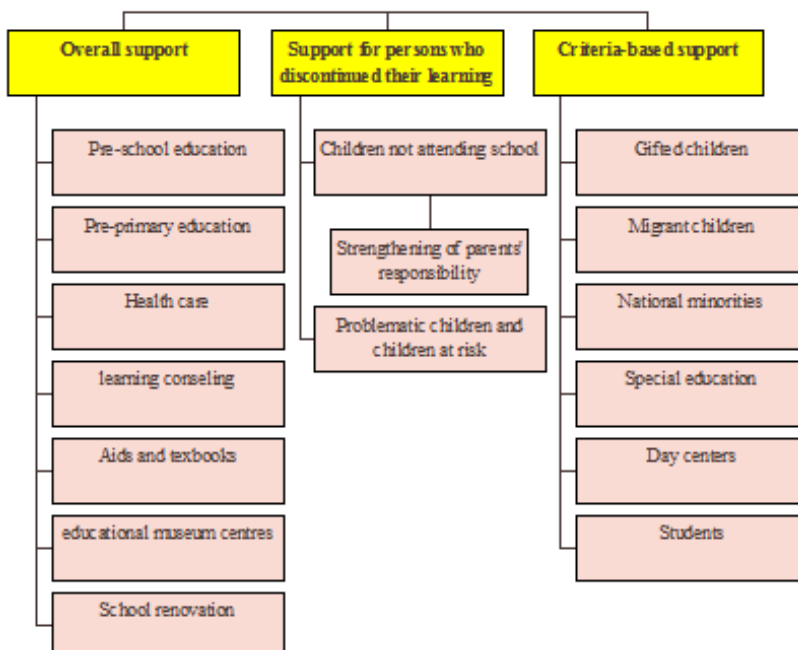 Overall support
Support for persons who
discontinued their learning
Criteria-based support
Pre-school education
Pre-primary education
Health care
learning conseling
Aids and texbooks
educational museum centres
School renovation
Children not attending school
Strengthening of parents'
responsibility
Problematic children and
children at risk
Gifted children
Migrant children
National minorities
Special education
Day centers
Students